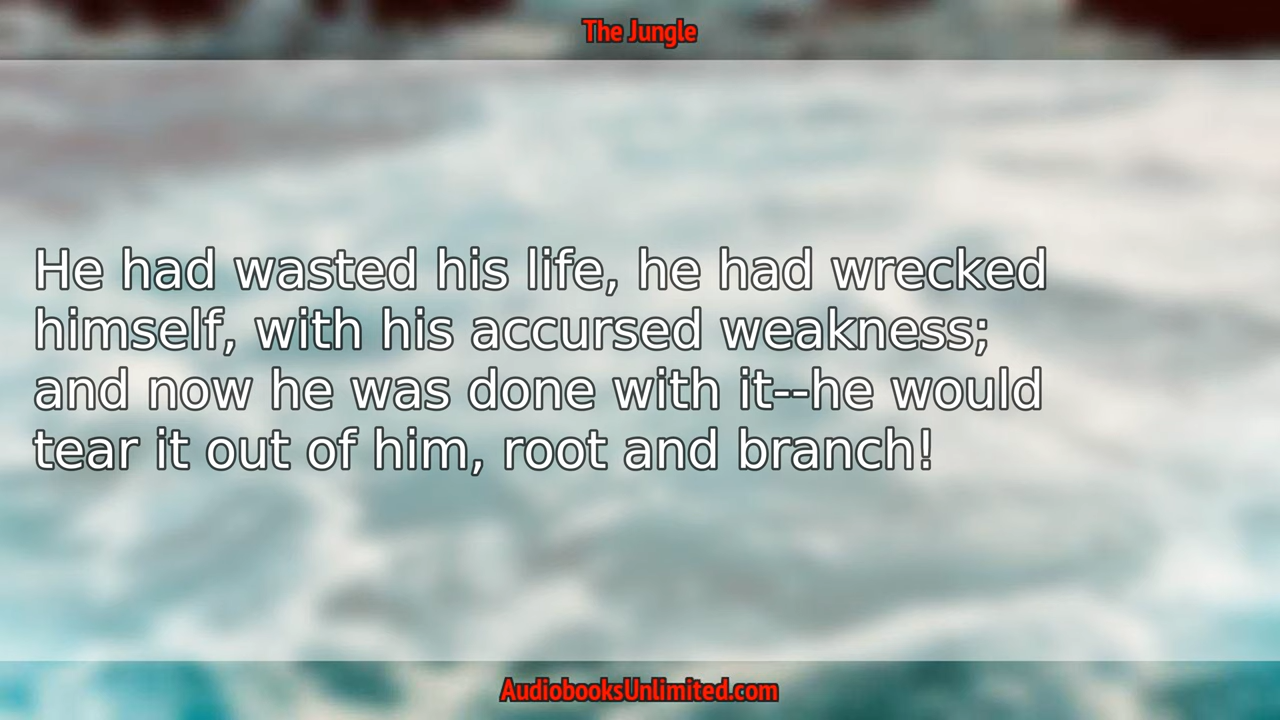 The Jungle
He had wasted his life, he had wrecked
himself, with his accursed weakness;
and now he was done with it--he would
tear it out of him, root and branch!
AudiobooksUnlimited.com